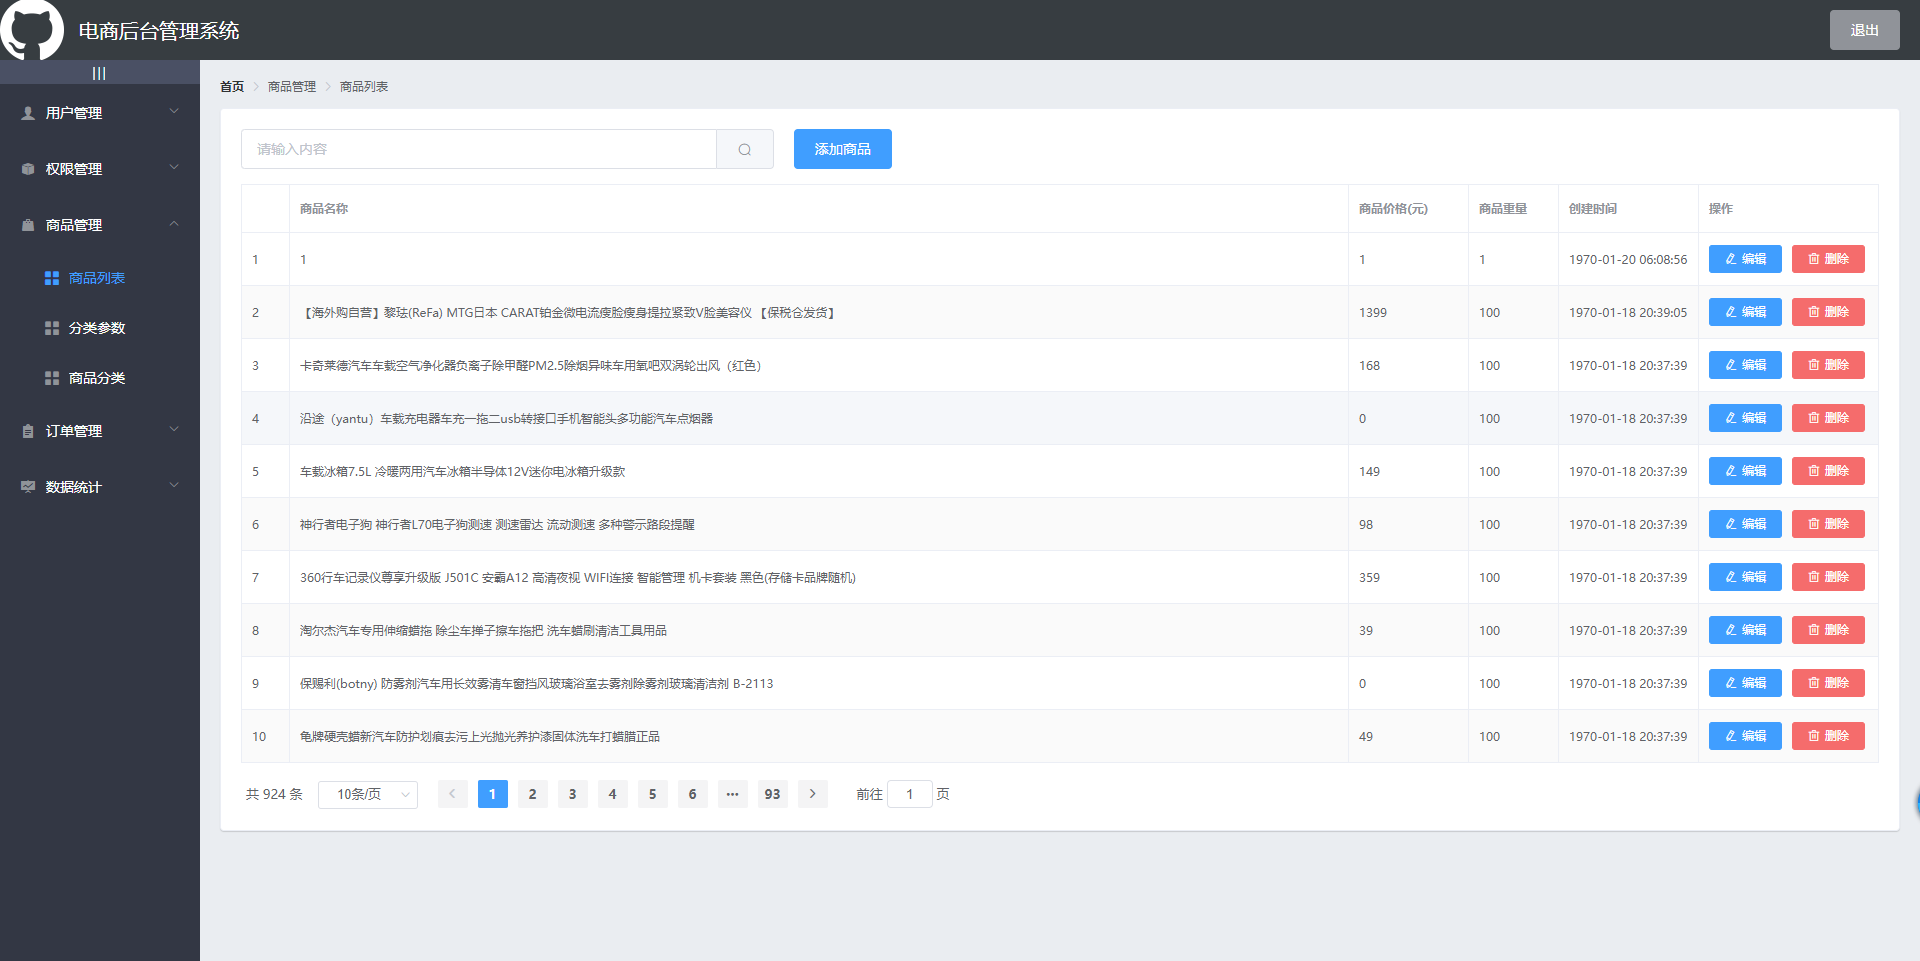 电商后台管理系统
退出
|||
用户管理
权限管理
商品管理
商品列表
分类参数
商品分类
订单管理
数据统计
首页 > 商品管理 > 商品列表
请输入内容 添加商品
商品名称 商品价格(元) 商品重量 创建时间 操作
1 1 1 1 1970-01-20 06:08:56 编辑 删除
2 【海外购自营】黎珐(ReFa) MTG日本 CARAT铂金微电流瘦脸瘦身提拉紧致V脸美容仪 【保税仓发货】 1399 100 1970-01-18 20:39:05 编辑 删除
3 卡奇莱德汽车车载空气净化器负离子除甲醛PM2.5除烟异味车用氧吧双涡轮出风（红色） 168 100 1970-01-18 20:37:39 编辑 删除
4 沿途（yantu）车载充电器车充一拖二usb转接口手机智能头多功能汽车点烟器 0 100 1970-01-18 20:37:39 编辑 删除
5 车载冰箱7.5L 冷暖两用汽车冰箱半导体12V迷你电冰箱升级款 149 100 1970-01-18 20:37:39 编辑 删除
6 神行者电子狗 神行者L70电子狗测速 测速雷达 流动测速 多种警示路段提醒 98 100 1970-01-18 20:37:39 编辑 删除
7 360行车记录仪尊享升级版 J501C 安霸A12 高清夜视 WIFI连接 智能管理 机卡套装 黑色(存储卡品牌随机) 359 100 1970-01-18 20:37:39 编辑 删除
8 淘尔杰汽车专用伸缩蜡拖 除尘车掸子擦车拖把 洗车蜡刷清洁工具用品 39 100 1970-01-18 20:37:39 编辑 删除
9 保赐利(botny) 防雾剂汽车用长效雾清车窗挡风玻璃浴室去雾剂除雾剂玻璃清洁剂 B-2113 0 100 1970-01-18 20:37:39 编辑 删除
10 龟牌硬壳蜡新汽车防护划痕去污上光抛光养护漆固体洗车打蜡腊正品 49 100 1970-01-18 20:37:39 编辑 删除
共 924 条 10条/页 < 1 2 3 4 5 6 ··· 93 > 前往 1 页